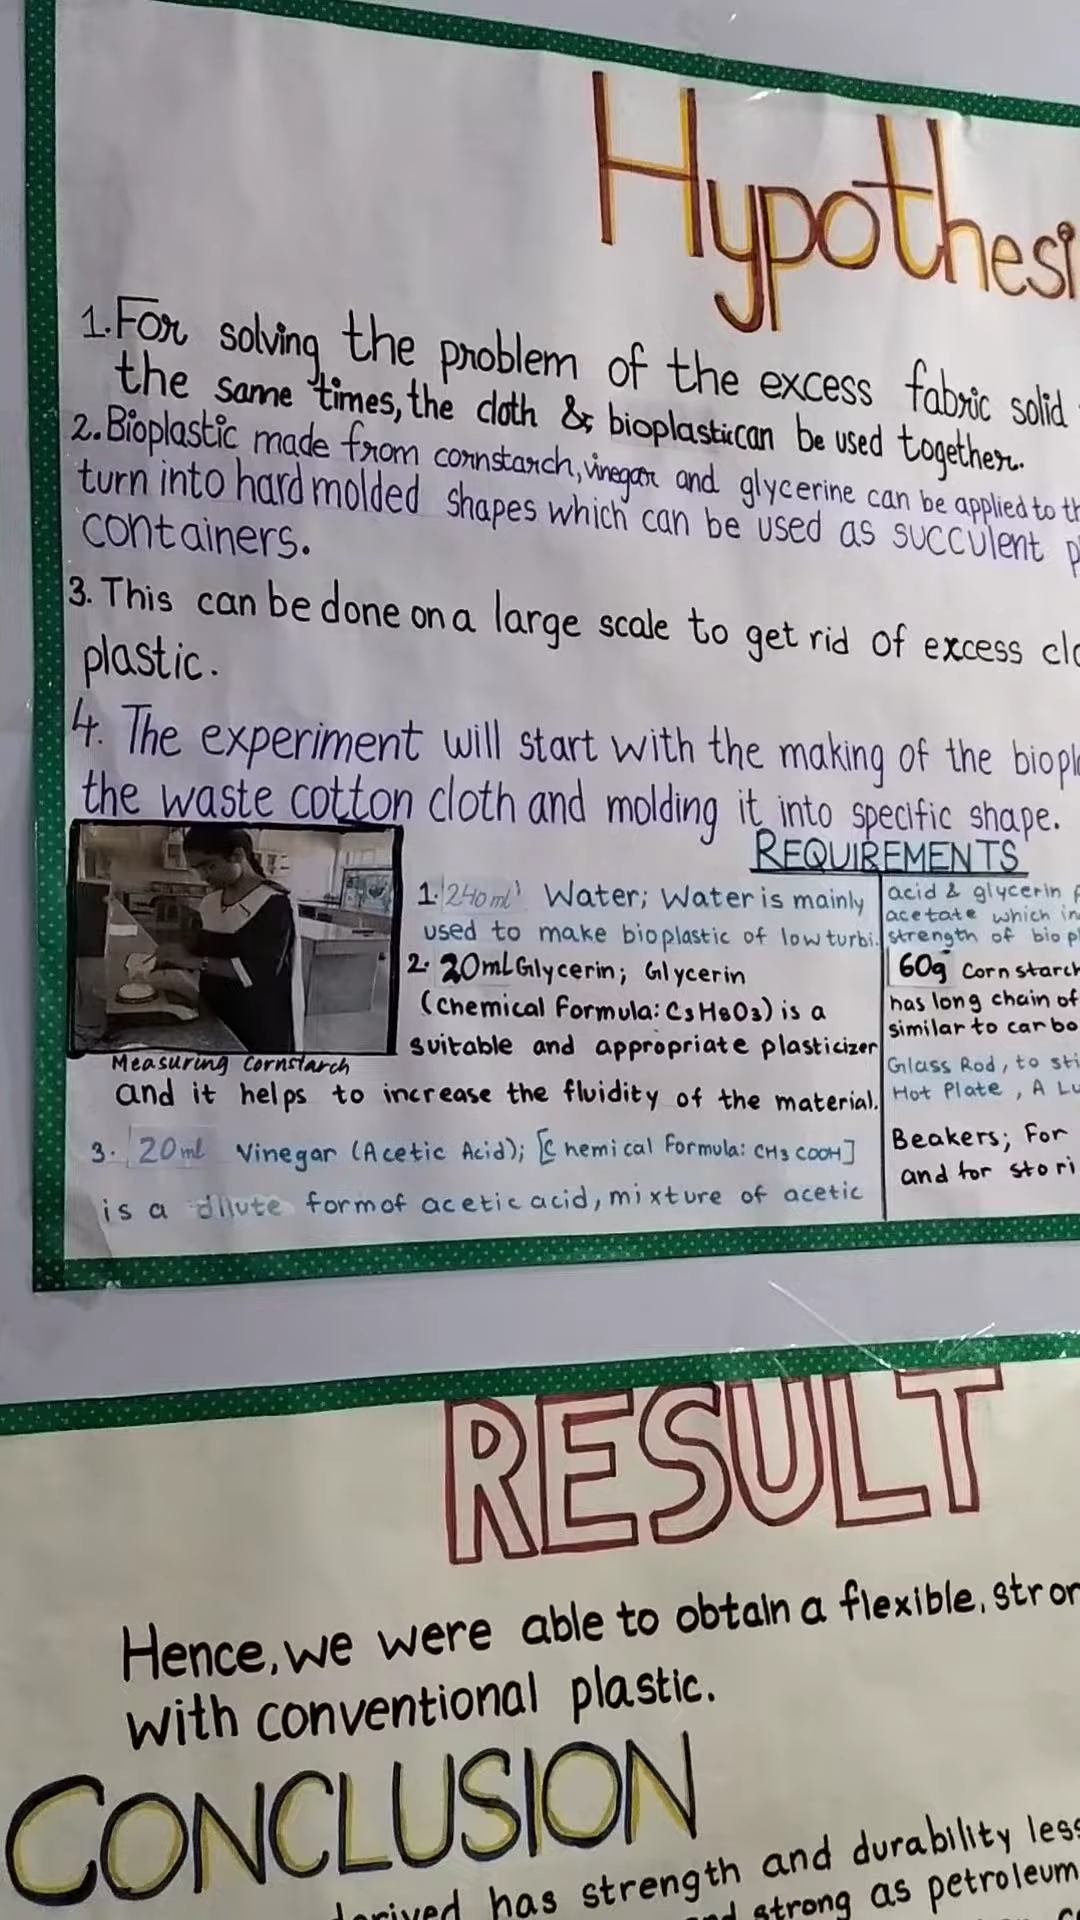 Hypothesi
1. For solving the problem of the excess fabric solid
the same times, the cloth & bioplastic can be used together.
2. Bioplastic made from cornstarch, vinegar and glycerine can be applied to th
turn into hard molded shapes which can be used as succulent p
containers.
3. This can be done on a large scale to get rid of excess clo
plastic.
4. The experiment will start with the making of the biopl
the waste cotton cloth and molding it into specific shape.
REQUIREMENTS
1. 240ml Water; Water is mainly
used to make bioplastic of low turbi.
2. 20ml Glycerin; Glycerin
(Chemical Formula: C3H8O3) is a
suitable and appropriate plasticizer
Measuring Cornstarch
and it helps to increase the fluidity of the material.
3. 20ml Vinegar (Acetic Acid); [Chemical Formula: CH3COOH]
is a dilute form of acetic acid, mixture of acetic
acid & glycerin
acetate which in
strength of biop
60g Cornstarch
has long chain of
similar to carbo
Glass Rod, to sti
Hot Plate, A Lu
Beakers; For
and for stori
RESULT
Hence, we were able to obtain a flexible, stron
with conventional plastic.
CONCLUSION
derived has strength and durability less
strong as petroleum